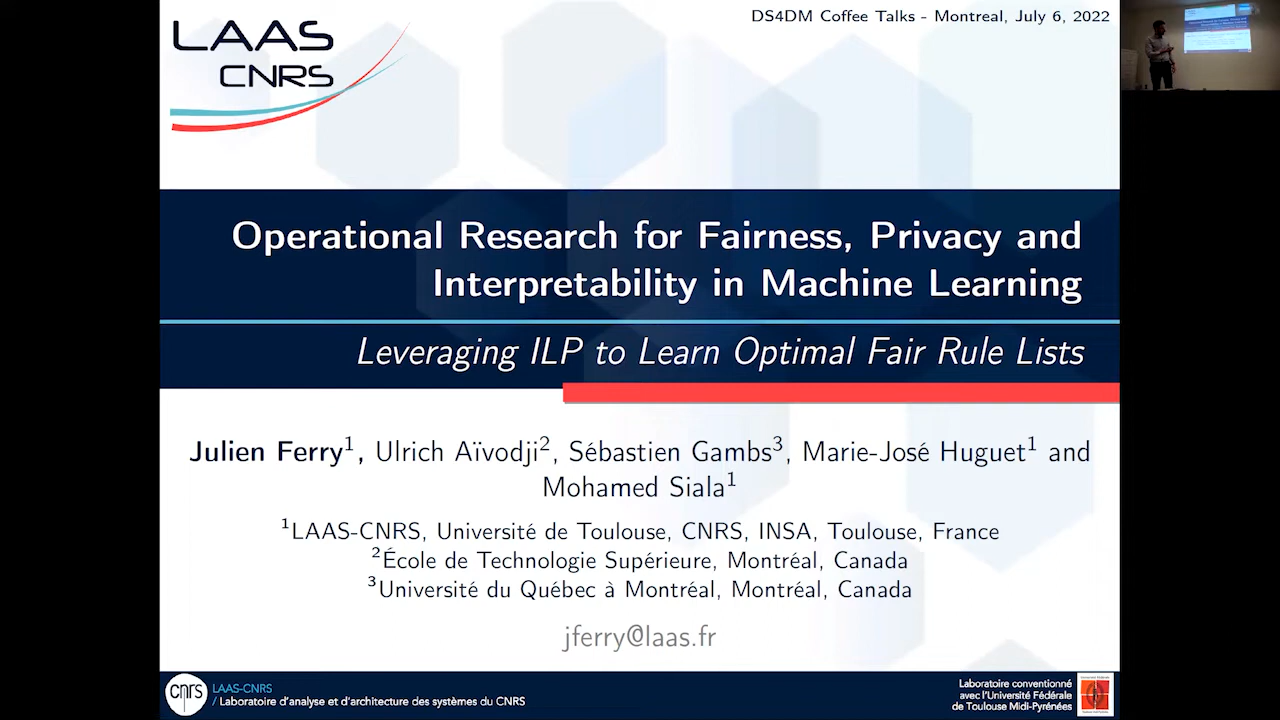 DS4DM Coffee Talks - Montreal, July 6, 2022
LAAS
CNRS
Operational Research for Fairness, Privacy and
Interpretability in Machine Learning
Leveraging ILP to Learn Optimal Fair Rule Lists
Julien Ferry¹, Ulrich Aïvodji², Sébastien Gambs³, Marie-José Huguet¹ and
Mohamed Siala¹
¹LAAS-CNRS, Université de Toulouse, CNRS, INSA, Toulouse, France
²École de Technologie Supérieure, Montréal, Canada
³Université du Québec à Montréal, Montréal, Canada
jferry@laas.fr
cnrs
LAAS-CNRS
/ Laboratoire d'analyse et d'architecture des systèmes du CNRS
Laboratoire conventionné
avec l'Université Fédérale
de Toulouse Midi-Pyrénées